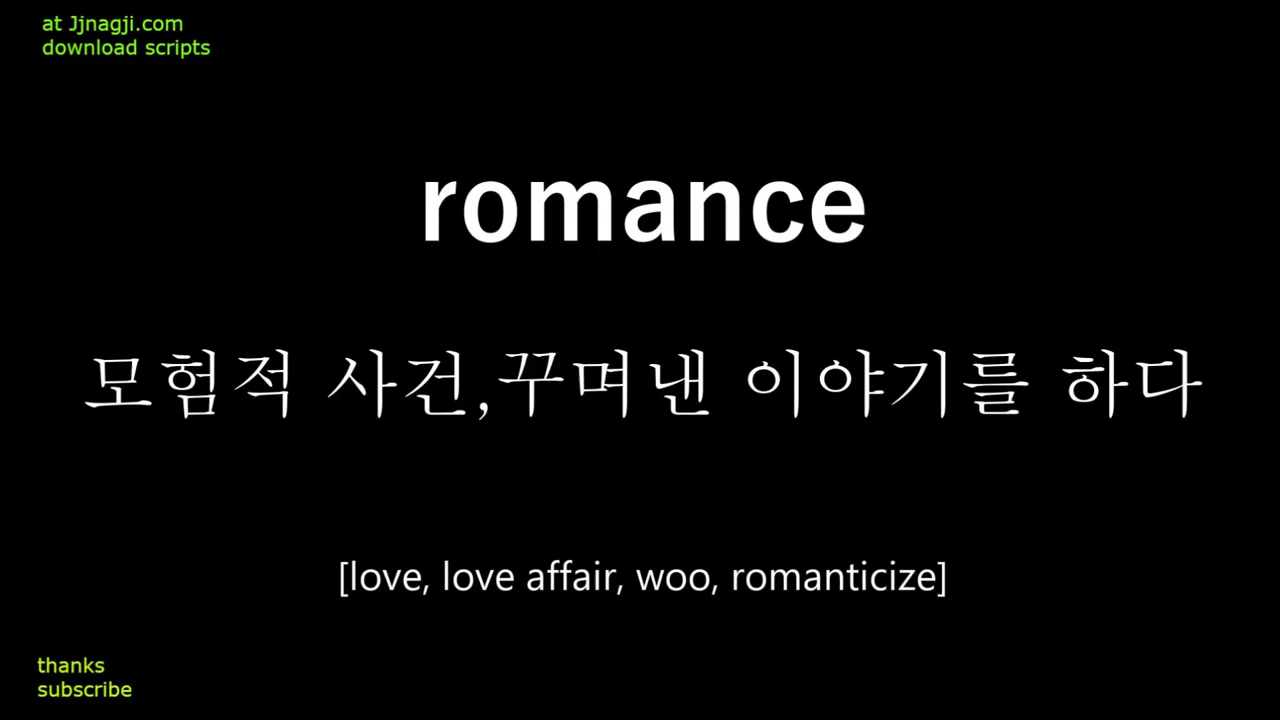 at Jjnagji.com
download scripts
romance
모험적 사건,꾸며낸 이야기를 하다
[love, love affair, woo, romanticize]
thanks
subscribe